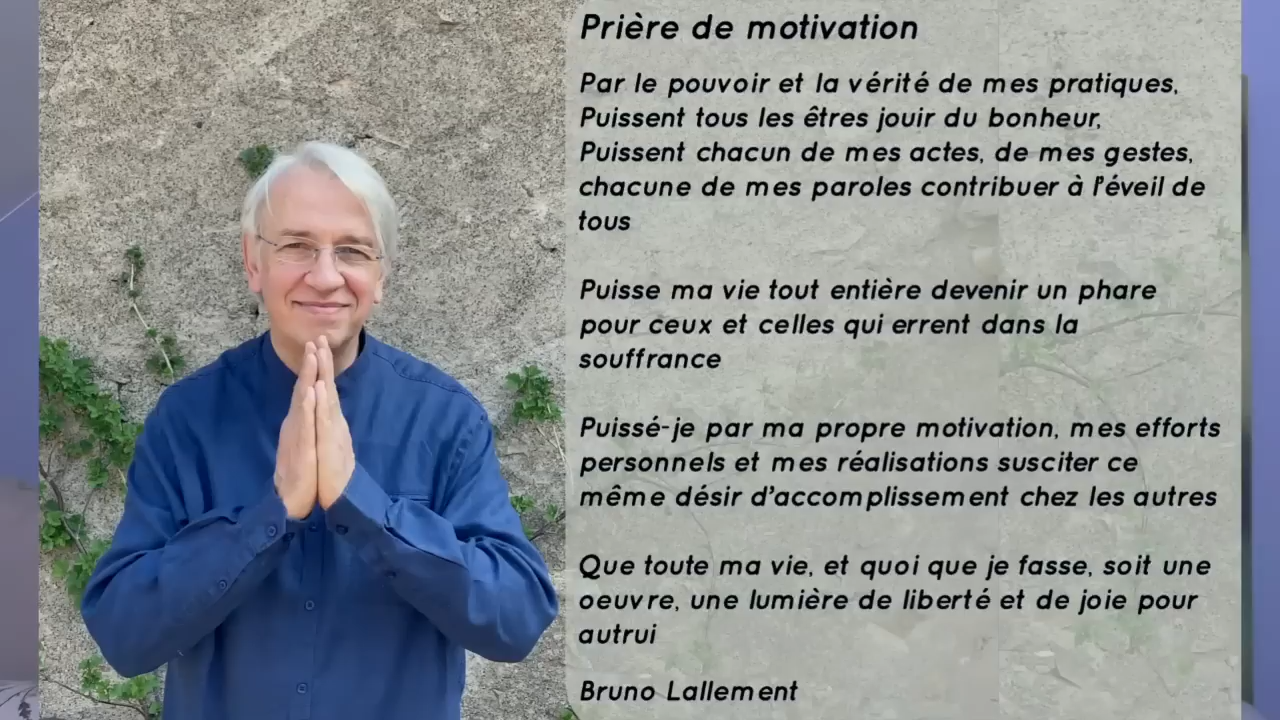 Prière de motivation
Par le pouvoir et la vérité de mes pratiques,
Puissent tous les êtres jouir du bonheur,
Puissent chacun de mes actes, de mes gestes,
chacune de mes paroles contribuer à l'éveil de
tous
Puisse ma vie tout entière devenir un phare
pour ceux et celles qui errent dans la
souffrance
Puissé-je par ma propre motivation, mes efforts
personnels et mes réalisations susciter ce
même désir d'accomplissement chez les autres
Que toute ma vie, et quoi que je fasse, soit une
oeuvre, une lumière de liberté et de joie pour
autrui
Bruno Lallement